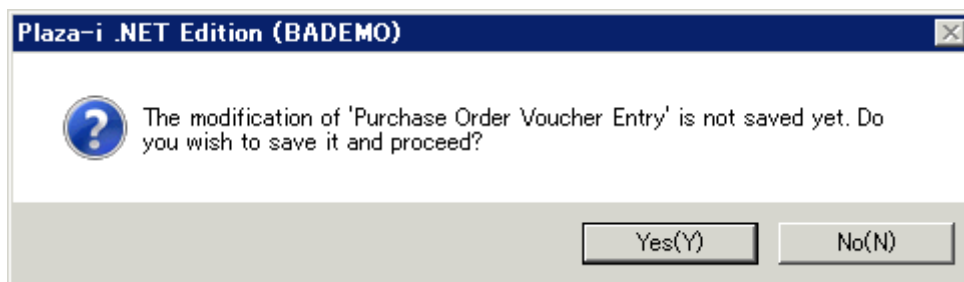 Plaza-i .NET Edition (BADEMO)
The modification of 'Purchase Order Voucher Entry' is not saved yet. Do
you wish to save it and proceed?
Yes(Y) No(N)